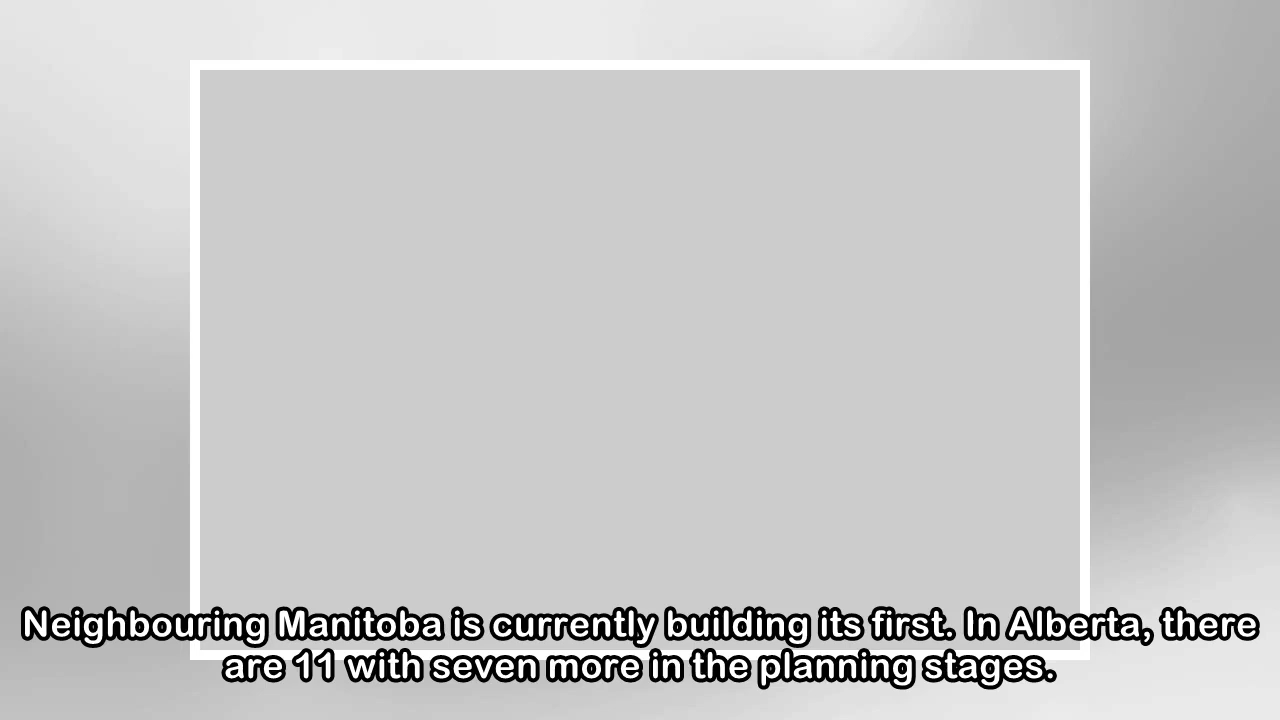 Neighbouring Manitoba is currently building its first. In Alberta, there
are 11 with seven more in the planning stages.